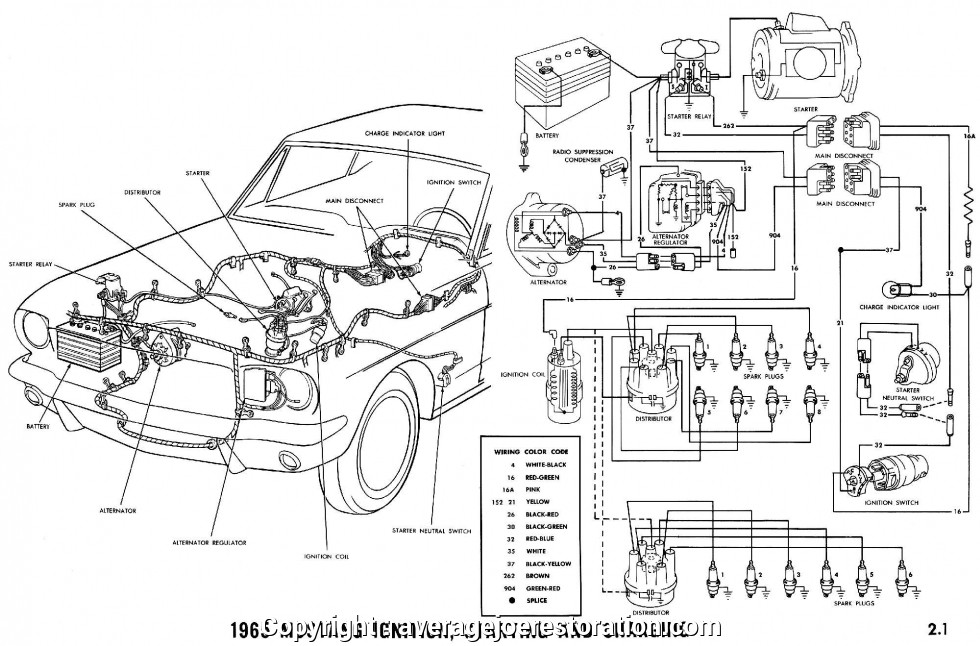 CHARGE INDICATOR LIGHT
STARTER
IGNITION SWITCH
DISTRIBUTOR
MAIN DISCONNECT
SPARK PLUG
STARTER RELAY
BATTERY
ALTERNATOR
ALTERNATOR REGULATOR
IGNITION COIL
STARTER NEUTRAL SWITCH
BATTERY
STARTER RELAY
STARTER
262
32
37
37
RADIO SUPPRESSION
CONDENSER
152
MAIN DISCONNECT
16A
37
ALTERNATOR
REGULATOR
MAIN DISCONNECT
904
35
26
904
4
152
904
37
35
26
ALTERNATOR
16
32
30
CHARGE INDICATOR LIGHT
16
21
1
2
3
4
SPARK PLUGS
IGNITION COIL
DISTRIBUTOR
5
6
7
8
STARTER
NEUTRAL SWITCH
32
32
32
IGNITION SWITCH
16
WIRING COLOR CODE
4 WHITE-BLACK
16 RED-GREEN
16A PINK
152 21 YELLOW
26 BLACK-RED
38 BLACK-GREEN
32 RED-BLUE
35 WHITE
37 BLACK-YELLOW
262 BROWN
904 GREEN-RED
● SPLICE
1
2
3
4
5
6
SPARK PLUGS
DISTRIBUTOR
Copyright: averagejoerestoration.com
2.1